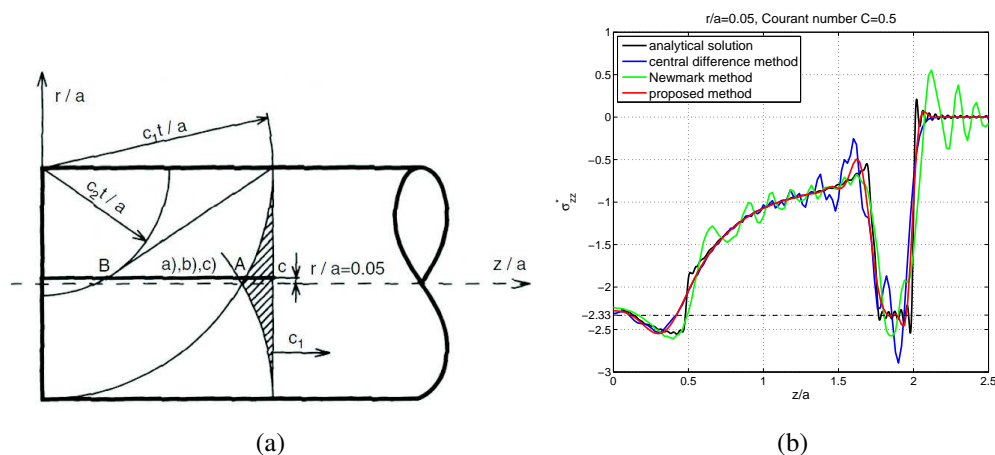 r / a
c₁t / a
c₂t / a
B
a),b),c)
A
c
r / a=0.05
z / a
c₁
(a)
r/a=0.05, Courant number C=0.5
analytical solution
central difference method
Newmark method
proposed method
1
0.5
0
−0.5
−1
−1.5
−2
−2.33
−2.5
−3
σ*zz
0
0.5
1
1.5
2
2.5
z/a
(b)